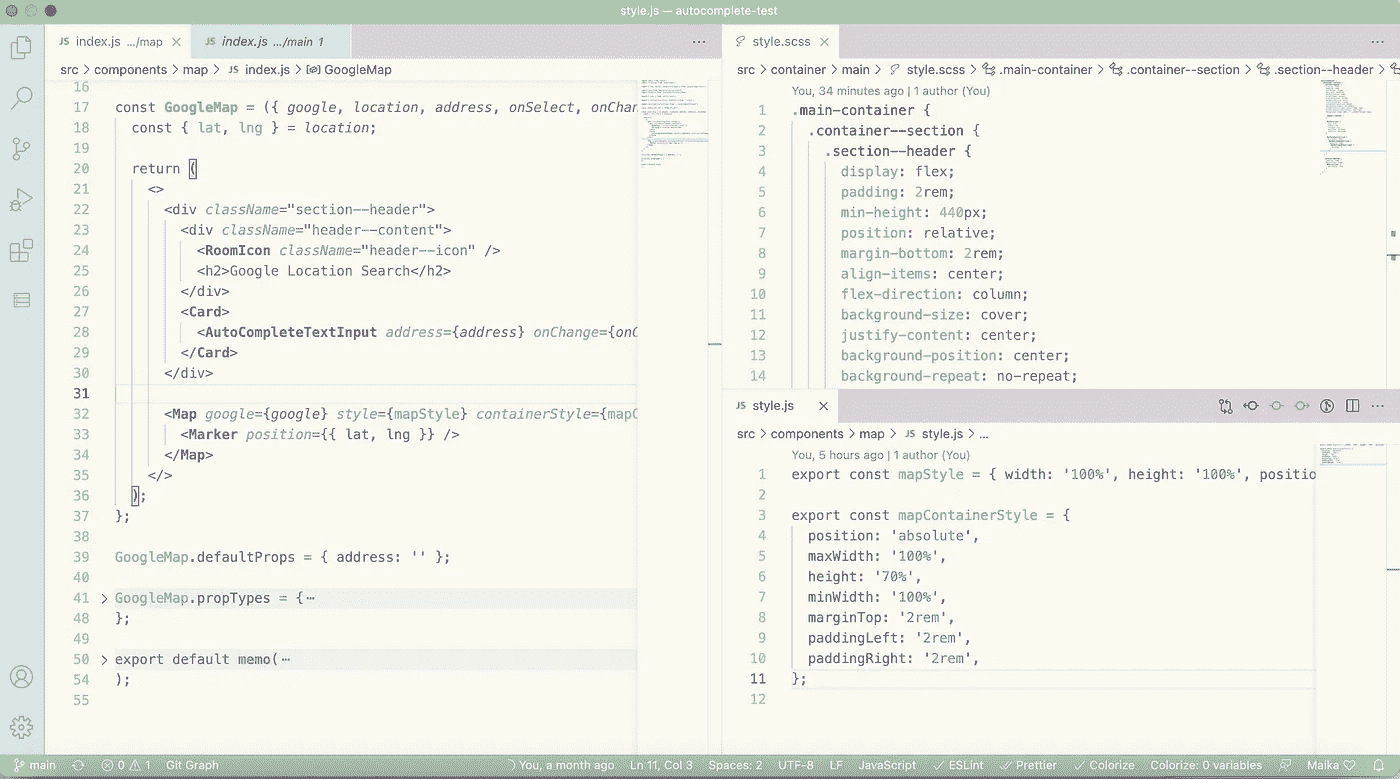 style.js — autocomplete-test
JS index.js .../map ×
JS index.js .../main 1
···
src > components > map > JS index.js > GoogleMap
16
17 const GoogleMap = ({ google, location, address, onSelect, onChar
18 const { lat, lng } = location;
19
20 return (
21 <>
22 <div className="section--header">
23 <div className="header--content">
24 <RoomIcon className="header--icon" />
25 <h2>Google Location Search</h2>
26 </div>
27 <Card>
28 <AutoCompleteTextInput address={address} onChange={onC
29 </Card>
30 </div>
31
32 <Map google={google} style={mapStyle} containerStyle={mapC
33 <Marker position={{ lat, lng }} />
34 </Map>
35 </>
36 );
37 };
38
39 GoogleMap.defaultProps = { address: '' };
40
41 > GoogleMap.propTypes = {···
48 };
49
50 > export default memo(···
54 );
55
style.scss ×
···
src > container > main > style.scss > .main-container > .container--section > .section--header >
You, 34 minutes ago | 1 author (You)
1 .main-container {
2 .container--section {
3 .section--header {
4 display: flex;
5 padding: 2rem;
6 min-height: 440px;
7 position: relative;
8 margin-bottom: 2rem;
9 align-items: center;
10 flex-direction: column;
11 background-size: cover;
12 justify-content: center;
13 background-position: center;
14 background-repeat: no-repeat;
JS style.js ×
···
src > components > map > JS style.js > ...
You, 5 hours ago | 1 author (You)
1 export const mapStyle = { width: '100%', height: '100%', positio
2
3 export const mapContainerStyle = {
4 position: 'absolute',
5 maxWidth: '100%',
6 height: '70%',
7 minWidth: '100%',
8 marginTop: '2rem',
9 paddingLeft: '2rem',
10 paddingRight: '2rem',
11 };
12
main 0 1 Git Graph You, a month ago Ln 11, Col 3 Spaces: 2 UTF-8 LF JavaScript ✓ ESLint ✓ Prettier ✓ Colorize Colorize: 0 variables Maika ♡